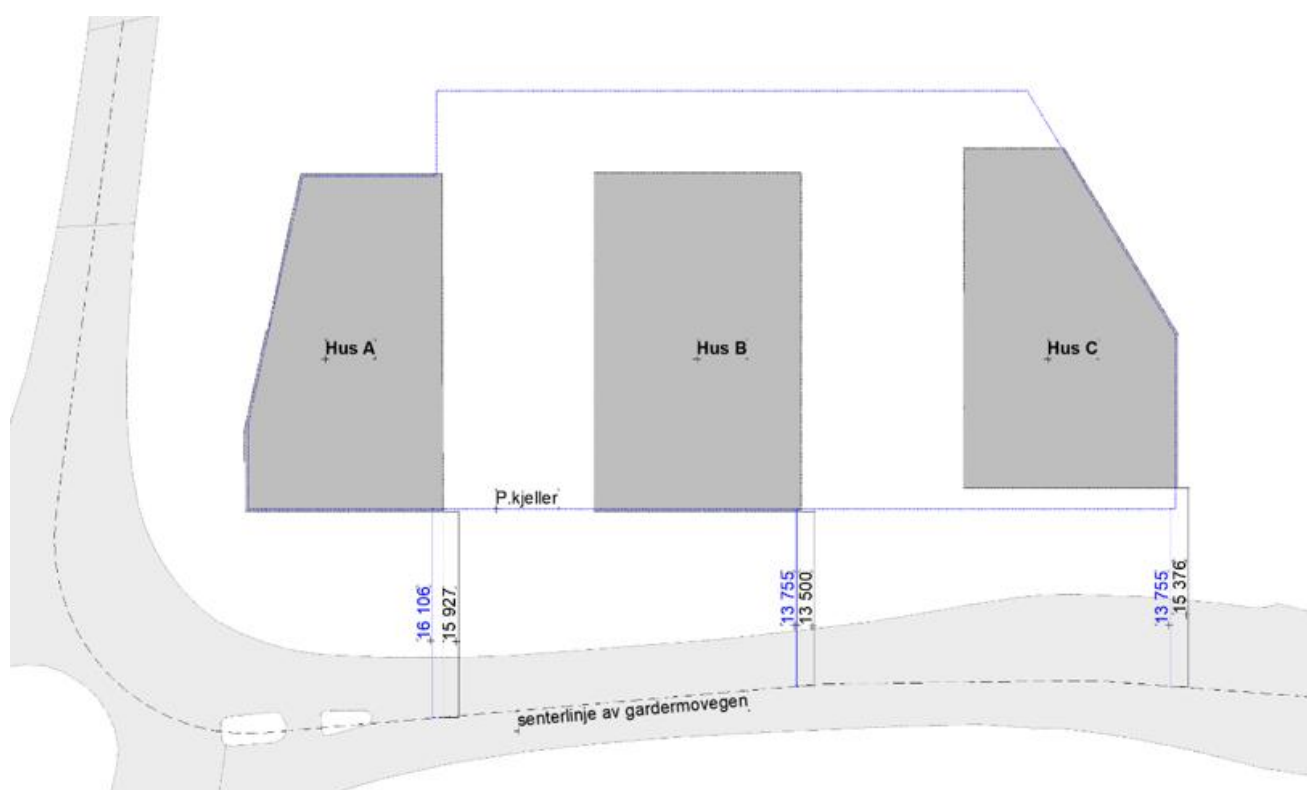 Hus A
Hus B
Hus C
P.kjeller
16 106
15 927
13 755
13 500
13 755
15 376
senterlinje av gardermovegen